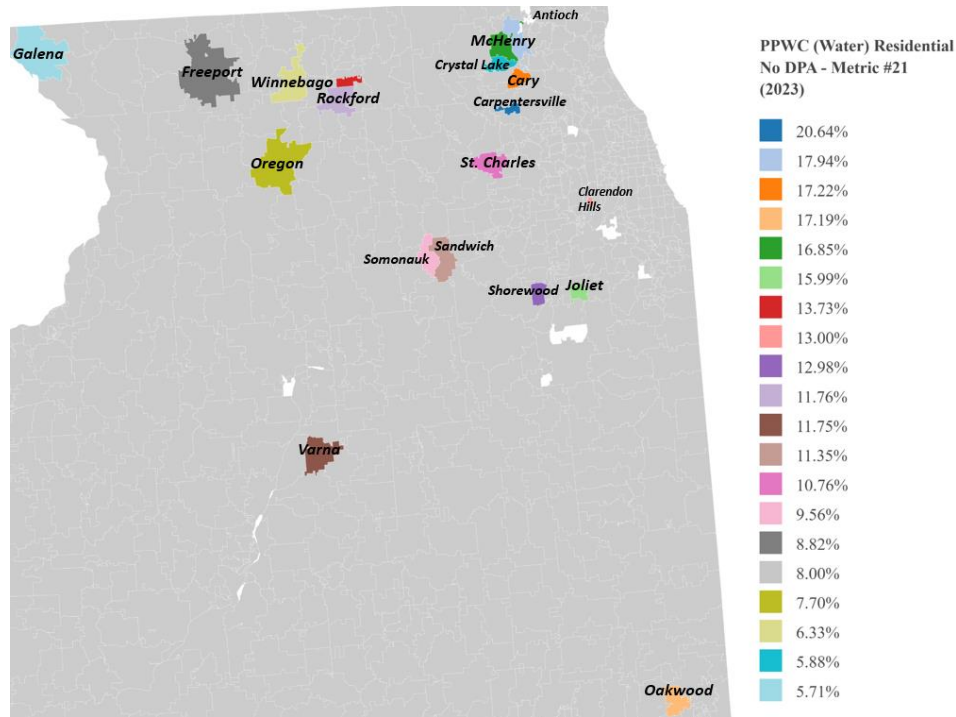 Antioch
Galena
McHenry
Crystal Lake
Freeport
Winnebago
Cary
Rockford
Carpentersville
Oregon
St. Charles
Clarendon
Hills
Sandwich
Somonauk
Shorewood
Joliet
Varna
Oakwood
PPWC (Water) Residential
No DPA - Metric #21
(2023)
20.64%
17.94%
17.22%
17.19%
16.85%
15.99%
13.73%
13.00%
12.98%
11.76%
11.75%
11.35%
10.76%
9.56%
8.82%
8.00%
7.70%
6.33%
5.88%
5.71%